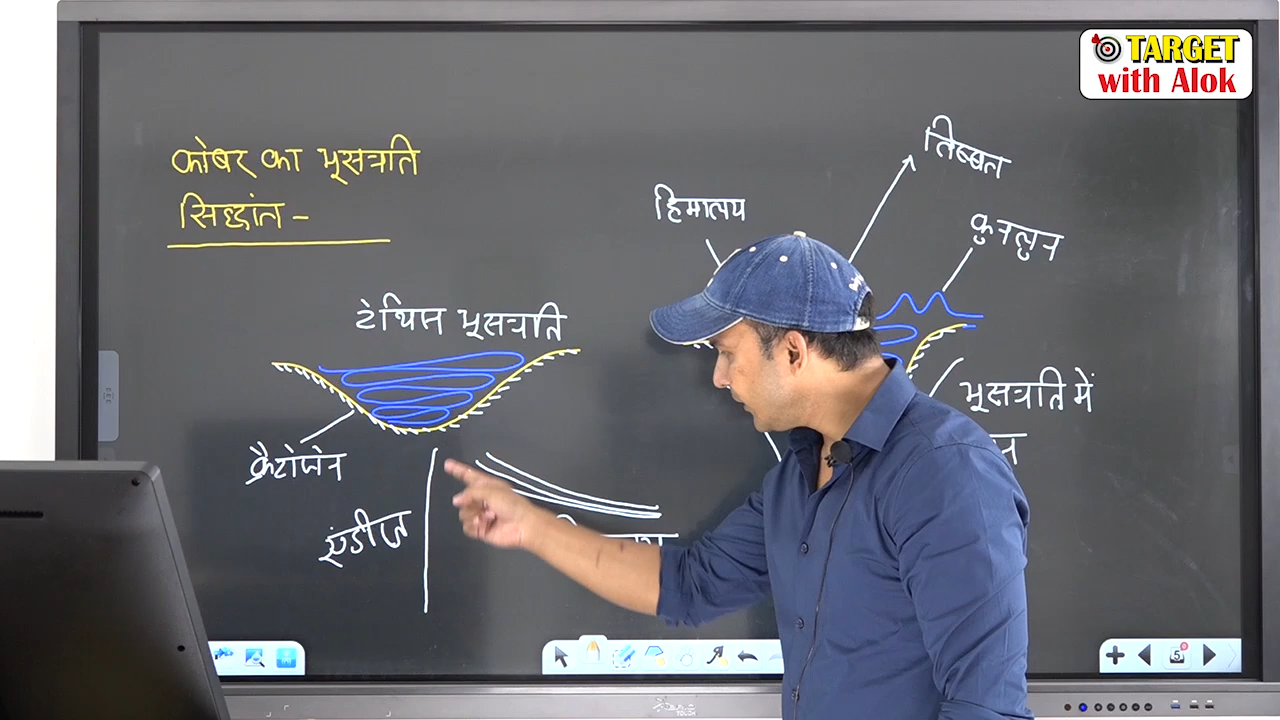 TARGET
with Alok
कोबर का भूसन्नति
सिद्धांत -
तिब्बत
हिमालय
कुनलुन
टेथिस भूसन्नति
भूसन्नति में
क्रैटोजेन
एंडीज